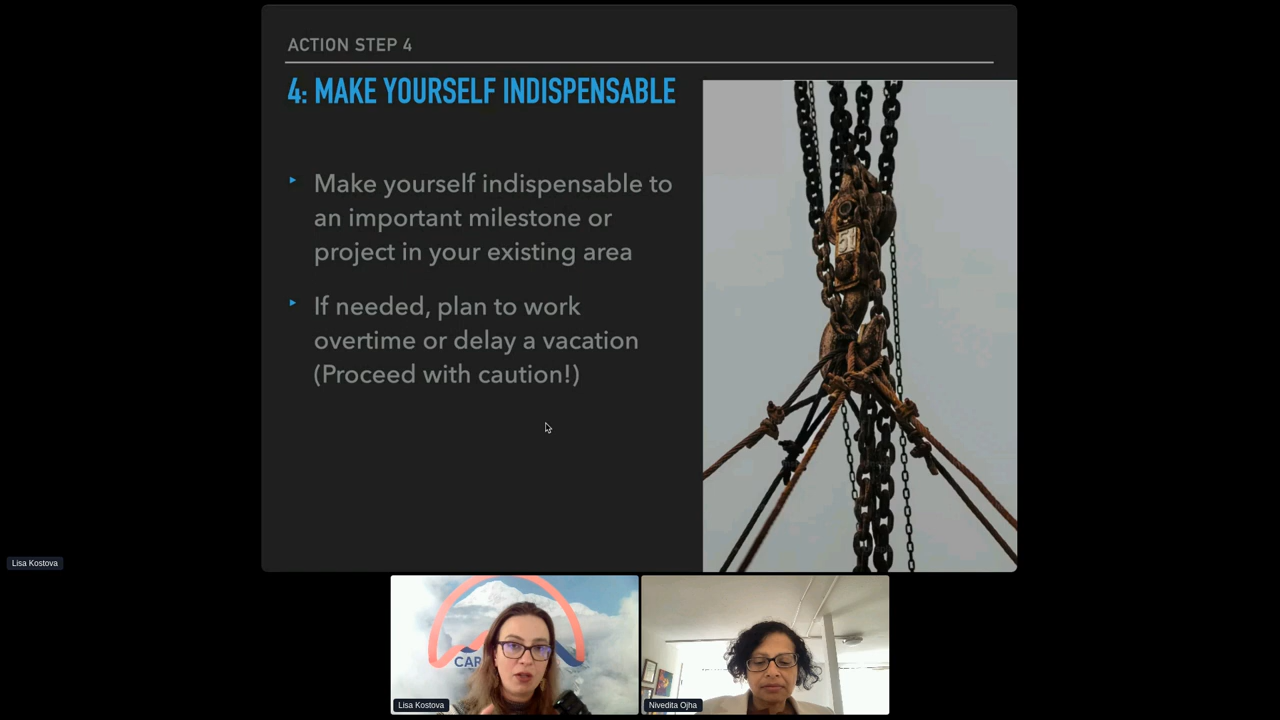 ACTION STEP 4
4: MAKE YOURSELF INDISPENSABLE
Make yourself indispensable to
an important milestone or
project in your existing area
If needed, plan to work
overtime or delay a vacation
(Proceed with caution!)
51
Lisa Kostova
CAR
Lisa Kostova
Nivedita Ojha